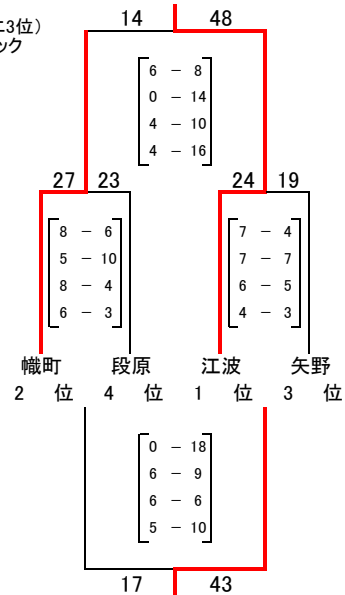 14 48
ﾆ3位）
ック
6 － 8
0 － 14
4 － 10
4 － 16
27 23 24 19
8 － 6 7 － 4
5 － 10 7 － 7
8 － 4 6 － 5
6 － 3 4 － 3
幟町 段原 江波 矢野
2 位 4 位 1 位 3 位
0 － 18
6 － 9
6 － 6
5 － 10
17 43